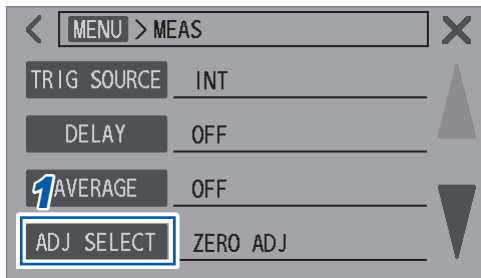 MENU > MEAS
TRIG SOURCE INT
DELAY OFF
1
AVERAGE OFF
ADJ SELECT ZERO ADJ